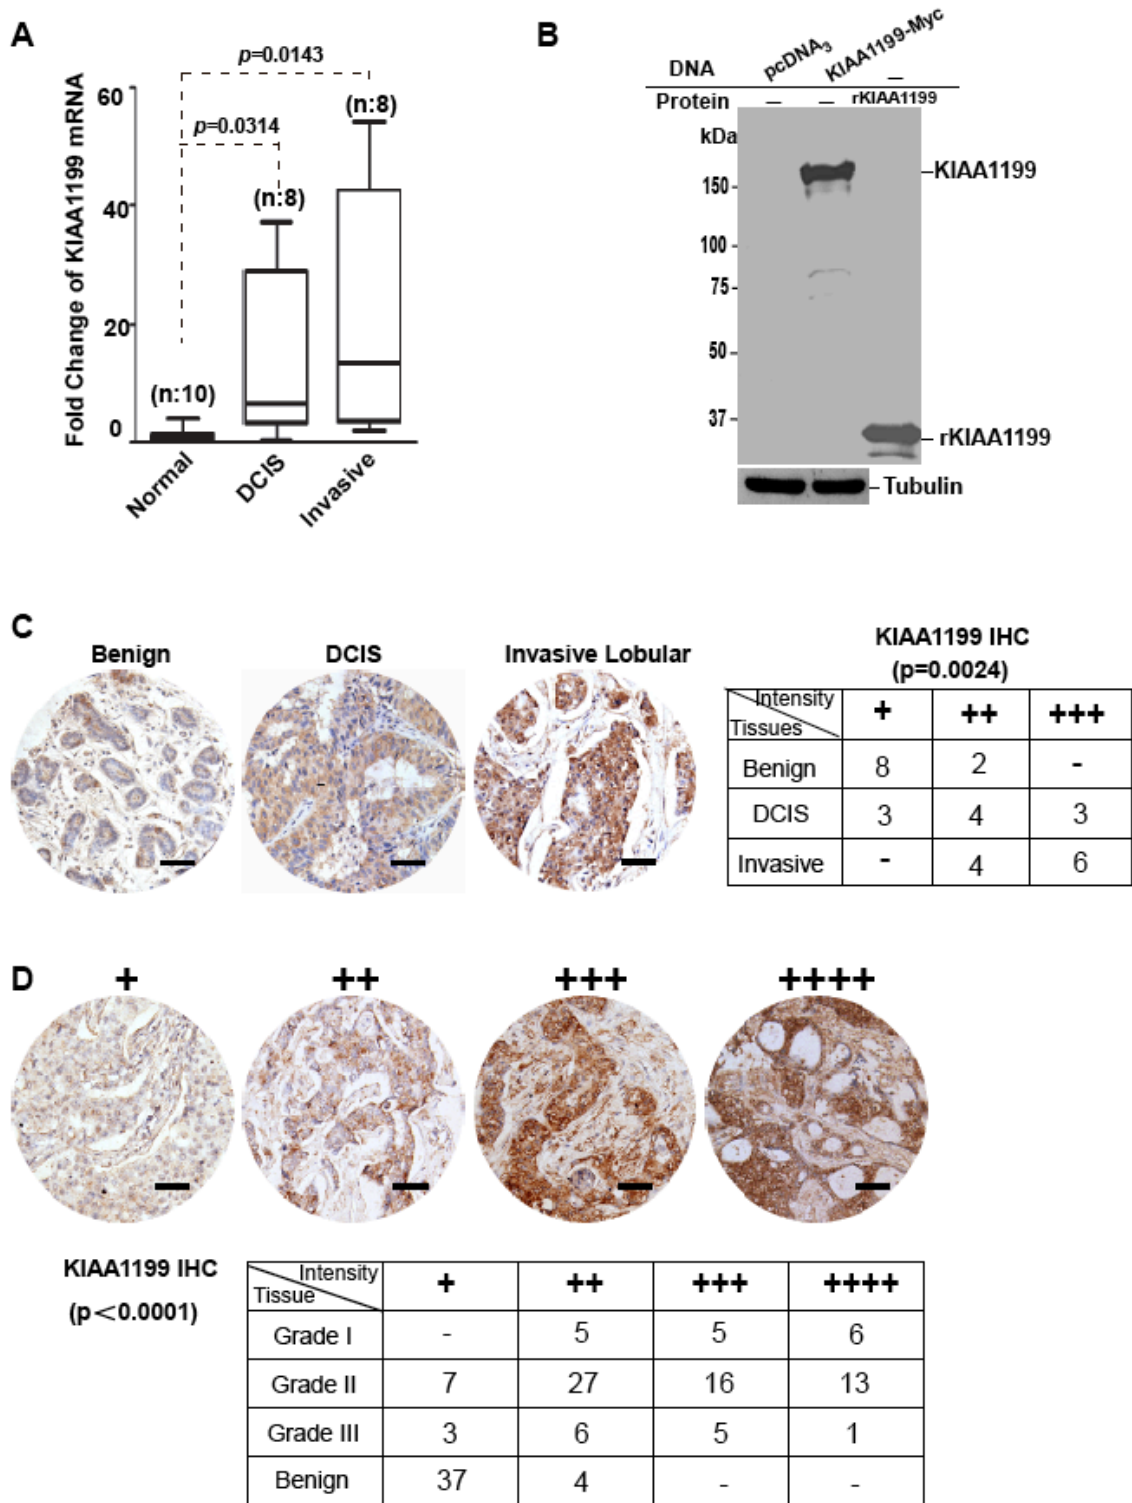 A
p=0.0143
p=0.0314
Fold Change of KIAA1199 mRNA
60
40
20
0
(n:10)
(n:8)
(n:8)
Normal
DCIS
Invasive
B
DNA pcDNA3 KIAA1199-Myc –
Protein – – rKIAA1199
kDa
150
100
75
50
37
KIAA1199
rKIAA1199
Tubulin
C
Benign DCIS Invasive Lobular
KIAA1199 IHC
(p=0.0024)
Intensity
Tissues + ++ +++
Benign 8 2 -
DCIS 3 4 3
Invasive - 4 6
D
+ ++ +++ ++++
KIAA1199 IHC
(p<0.0001)
Intensity
Tissue + ++ +++ ++++
Grade I - 5 5 6
Grade II 7 27 16 13
Grade III 3 6 5 1
Benign 37 4 - -